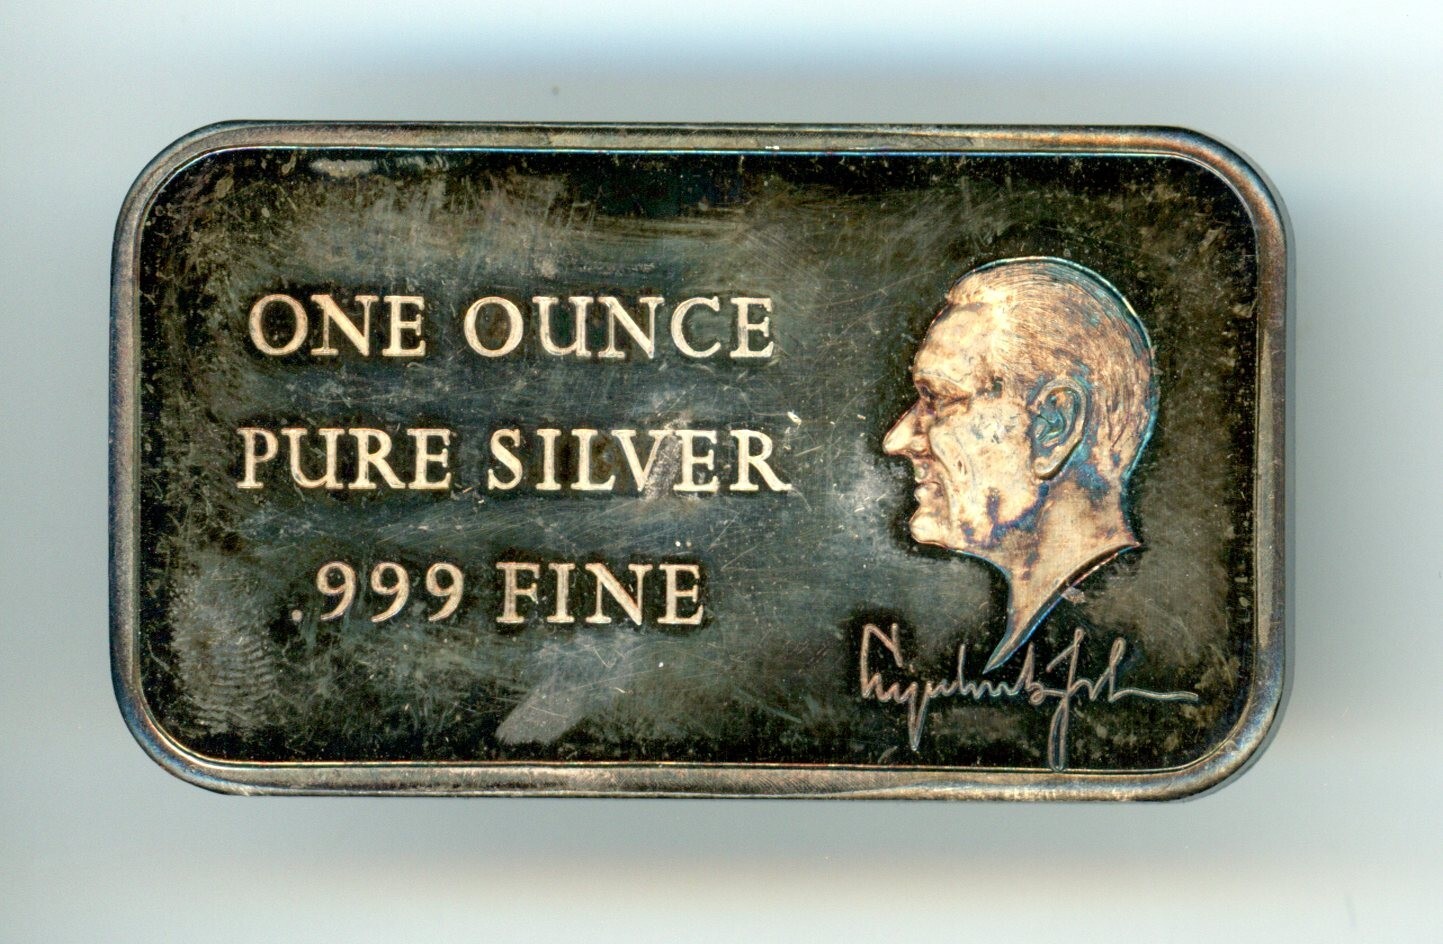 ONE OUNCE
PURE SILVER
.999 FINE